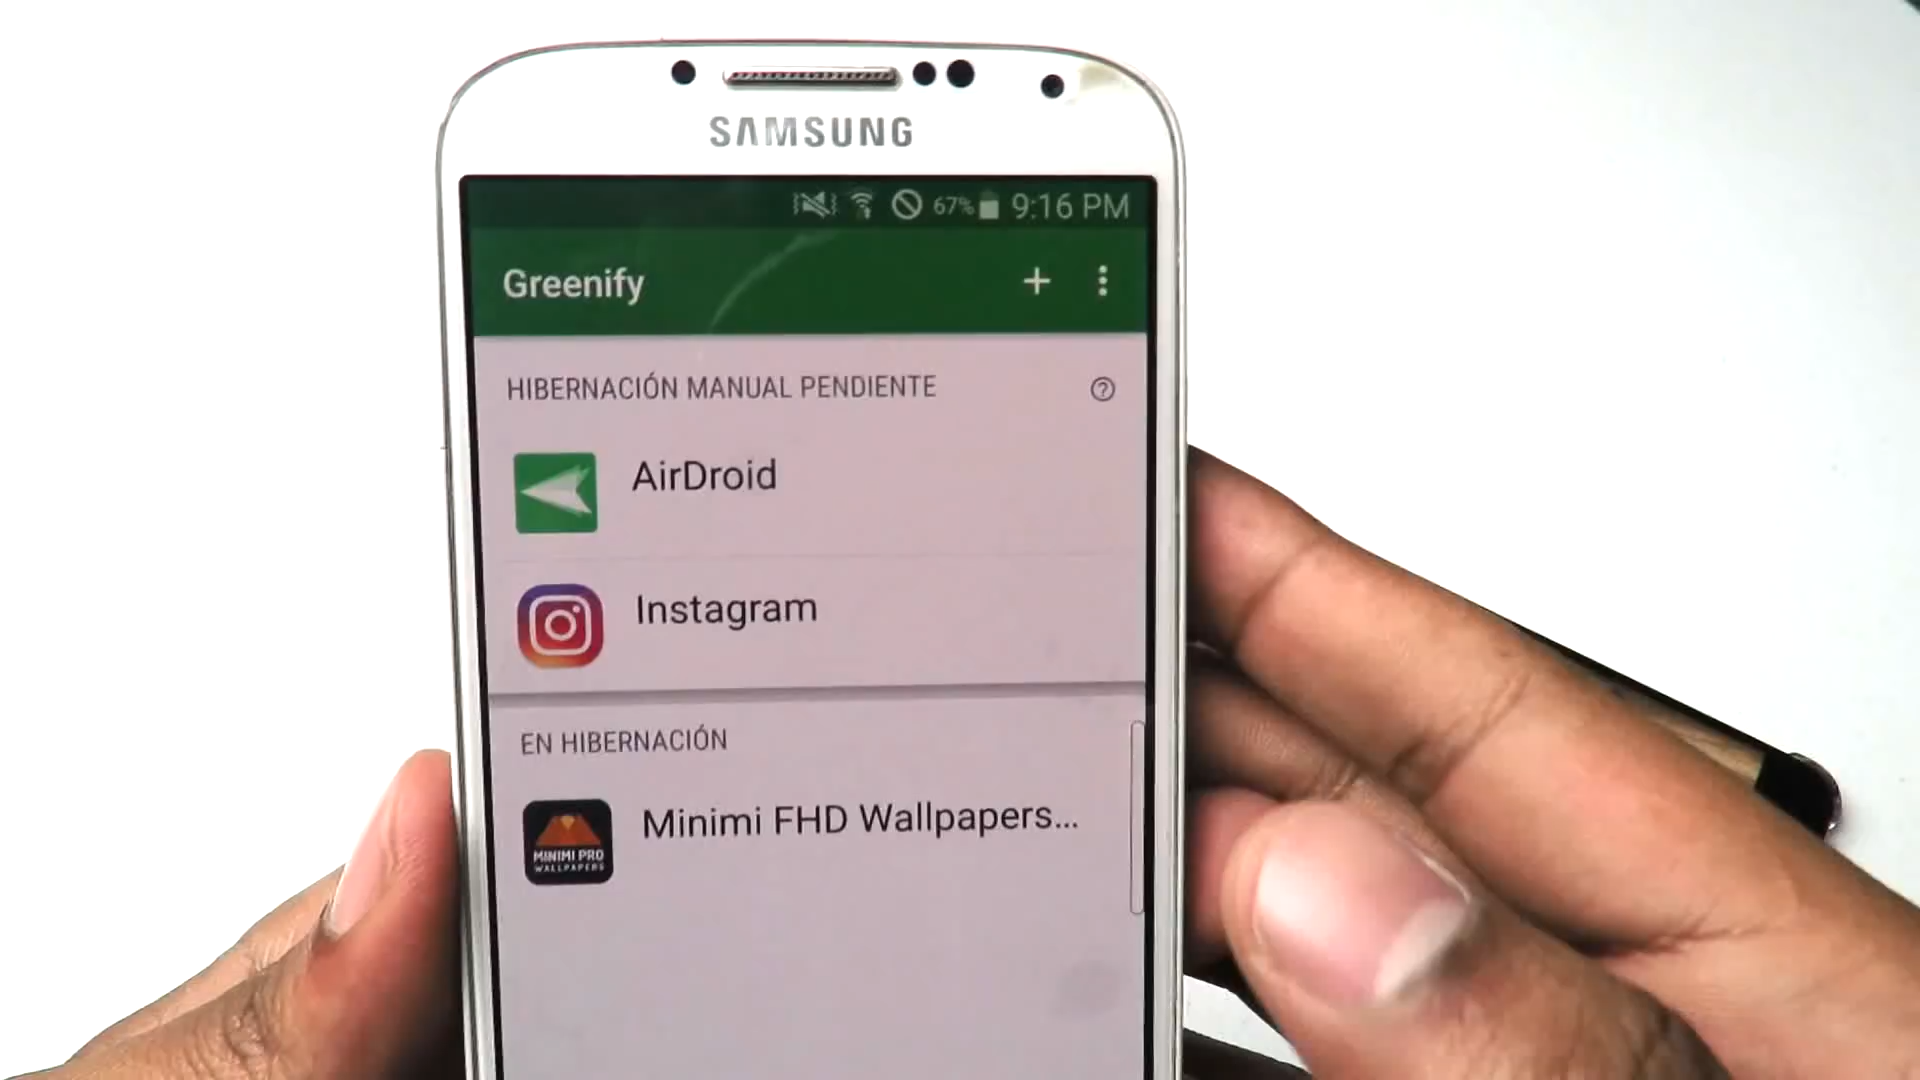 SAMSUNG
67% 9:16 PM
Greenify
HIBERNACIÓN MANUAL PENDIENTE
AirDroid
Instagram
EN HIBERNACIÓN
Minimi FHD Wallpapers...
MINIMI PRO
WALLPAPERS